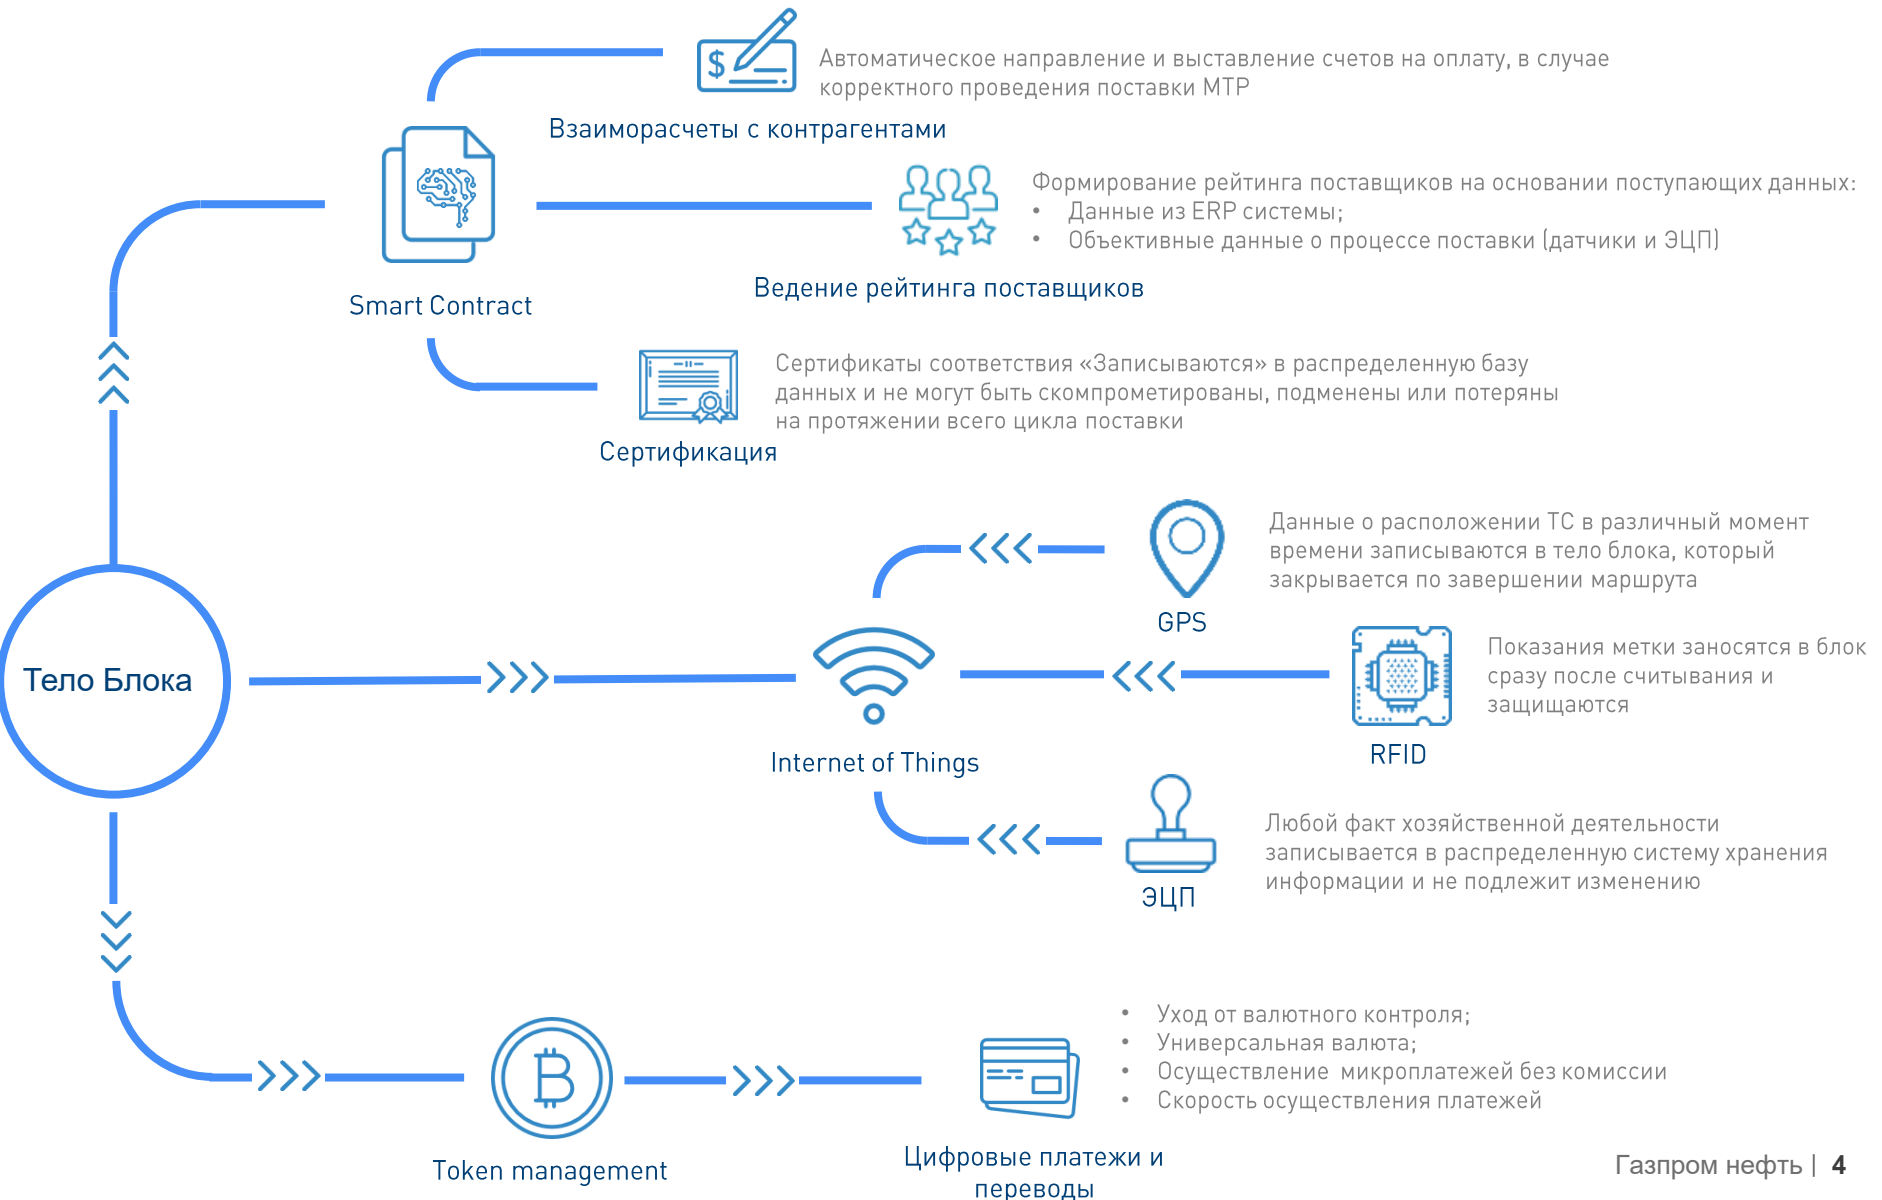 Автоматическое направление и выставление счетов на оплату, в случае
корректного проведения поставки МТР
$
Взаиморасчеты с контрагентами
Формирование рейтинга поставщиков на основании поступающих данных:
• Данные из ERP системы;
• Объективные данные о процессе поставки (датчики и ЭЦП)
Ведение рейтинга поставщиков
Smart Contract
Сертификаты соответствия «Записываются» в распределенную базу
данных и не могут быть скомпрометированы, подменены или потеряны
на протяжении всего цикла поставки
Сертификация
Данные о расположении ТС в различный момент
времени записываются в тело блока, который
закрывается по завершении маршрута
GPS
Показания метки заносятся в блок
сразу после считывания и
защищаются
RFID
Тело Блока
Internet of Things
Любой факт хозяйственной деятельности
записывается в распределенную систему хранения
информации и не подлежит изменению
ЭЦП
• Уход от валютного контроля;
• Универсальная валюта;
• Осуществление микроплатежей без комиссии
• Скорость осуществления платежей
B
Token management
Цифровые платежи и
переводы
Газпром нефть | 4